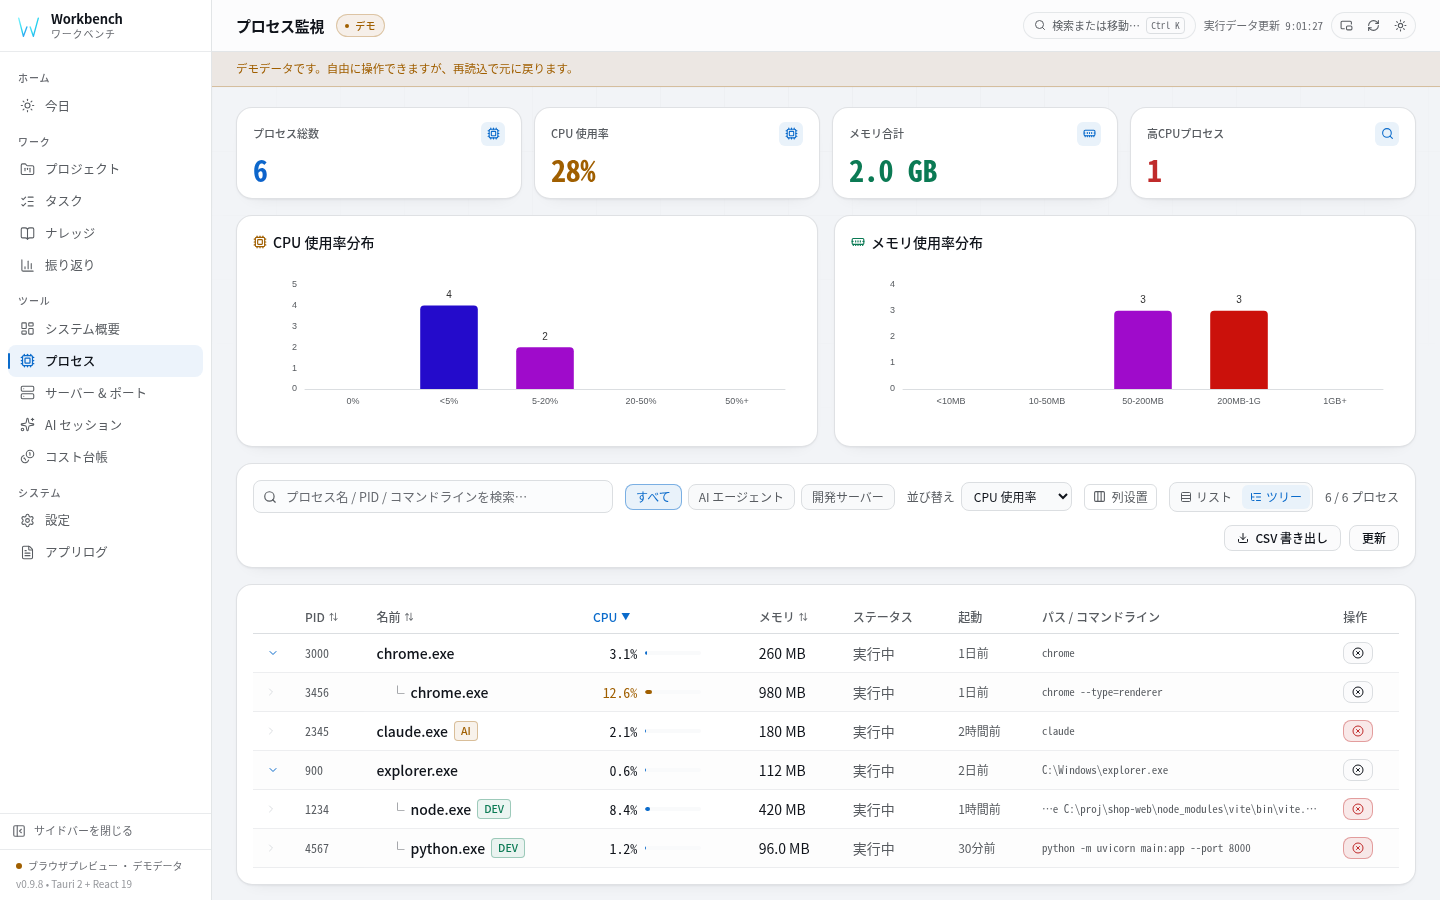 Workbench
ワークベンチ
ホーム
今日
ワーク
プロジェクト
タスク
ナレッジ
振り返り
ツール
システム概要
プロセス
サーバー & ポート
AI セッション
コスト台帳
システム
設定
アプリログ
サイドバーを閉じる
ブラウザプレビュー・デモデータ
v0.9.8 • Tauri 2 + React 19
プロセス監視 デモ
検索または移動… Ctrl K 実行データ更新 9:01:27
デモデータです。自由に操作できますが、再読込で元に戻ります。
プロセス総数
6
CPU 使用率
28%
メモリ合計
2.0 GB
高CPUプロセス
1
CPU 使用率分布
5
4
3
2
1
0
4
2
0% <5% 5-20% 20-50% 50%+
メモリ使用率分布
4
3
2
1
0
3
3
<10MB 10-50MB 50-200MB 200MB-1G 1GB+
プロセス名 / PID / コマンドラインを検索… すべて AI エージェント 開発サーバー 並び替え CPU 使用率 列设置 リスト ツリー 6 / 6 プロセス
CSV 書き出し 更新
PID 名前 CPU ▼ メモリ ステータス 起動 パス / コマンドライン 操作
3000 chrome.exe 3.1% 260 MB 実行中 1日前 chrome
3456 chrome.exe 12.6% 980 MB 実行中 1日前 chrome --type=renderer
2345 claude.exe AI 2.1% 180 MB 実行中 2時間前 claude
900 explorer.exe 0.6% 112 MB 実行中 2日前 C:\Windows\explorer.exe
1234 node.exe DEV 8.4% 420 MB 実行中 1時間前 …e C:\proj\shop-web\node_modules\vite\bin\vite.…
4567 python.exe DEV 1.2% 96.0 MB 実行中 30分前 python -m uvicorn main:app --port 8000